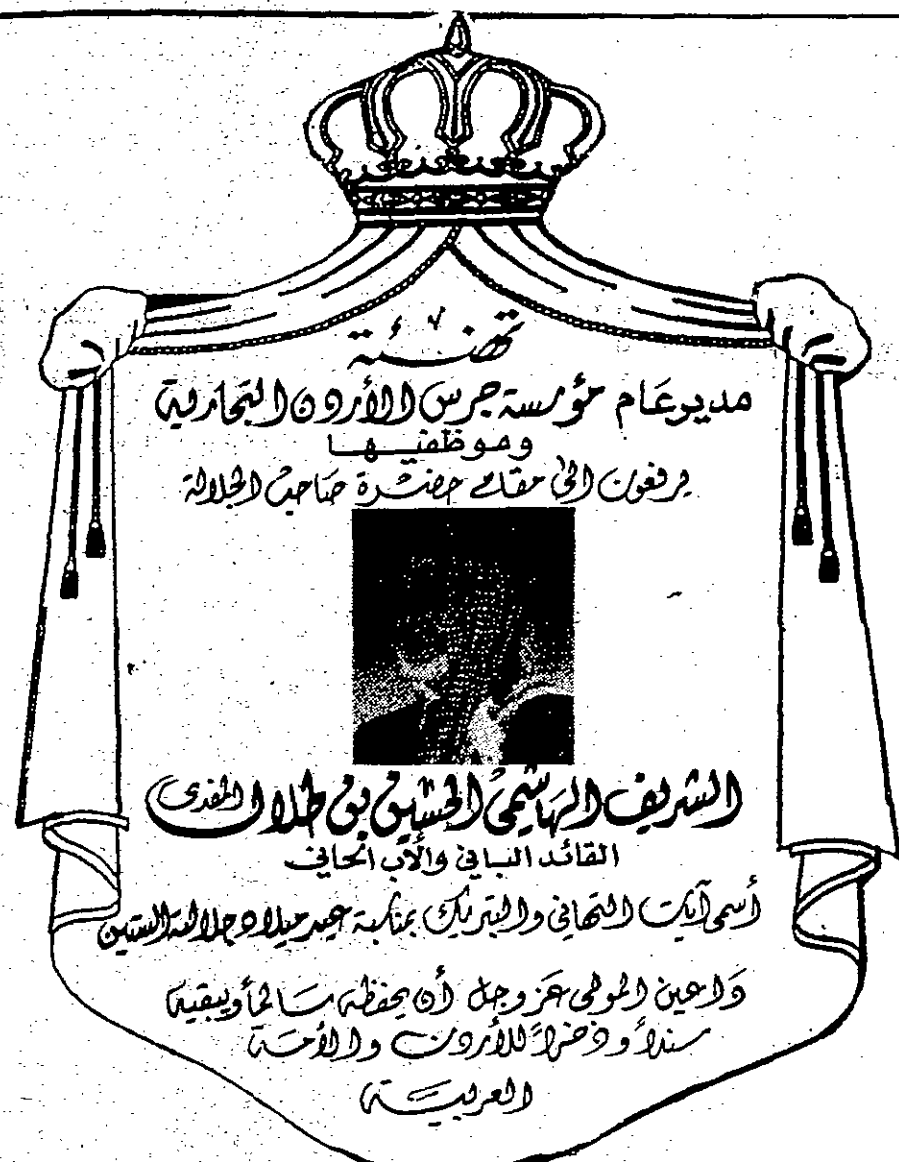 تهنئة
مدير عام مؤسسة جرس الأردن التجارية
وموظفيها
يرفعون الى مقام حضرة صاحب الجلالة
الشريف الهاشمي الحسين بن طلال المفدى
القائد الباني والأب الحاني
أسمى آيات التهاني والتبريك بمناسبة عيد ميلاد جلالته الستين
داعين المولى عز وجل أن يحفظه سالماً ويبقيه
سنداً وذخراً للأردن والأمة
العربية